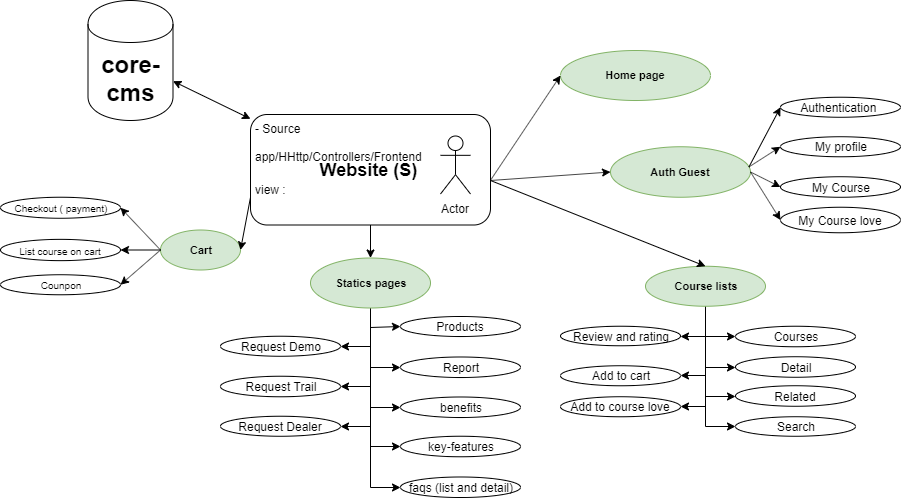 core-
cms
- Source
app/HHttp/Controllers/Frontend
Website (S)
view :
Actor
Home page
Auth Guest
Authentication
My profile
My Course
My Course love
Cart
Checkout ( payment)
List course on cart
Counpon
Statics pages
Products
Request Demo
Report
Request Trail
benefits
Request Dealer
key-features
faqs (list and detail)
Course lists
Review and rating
Courses
Add to cart
Detail
Add to course love
Related
Search